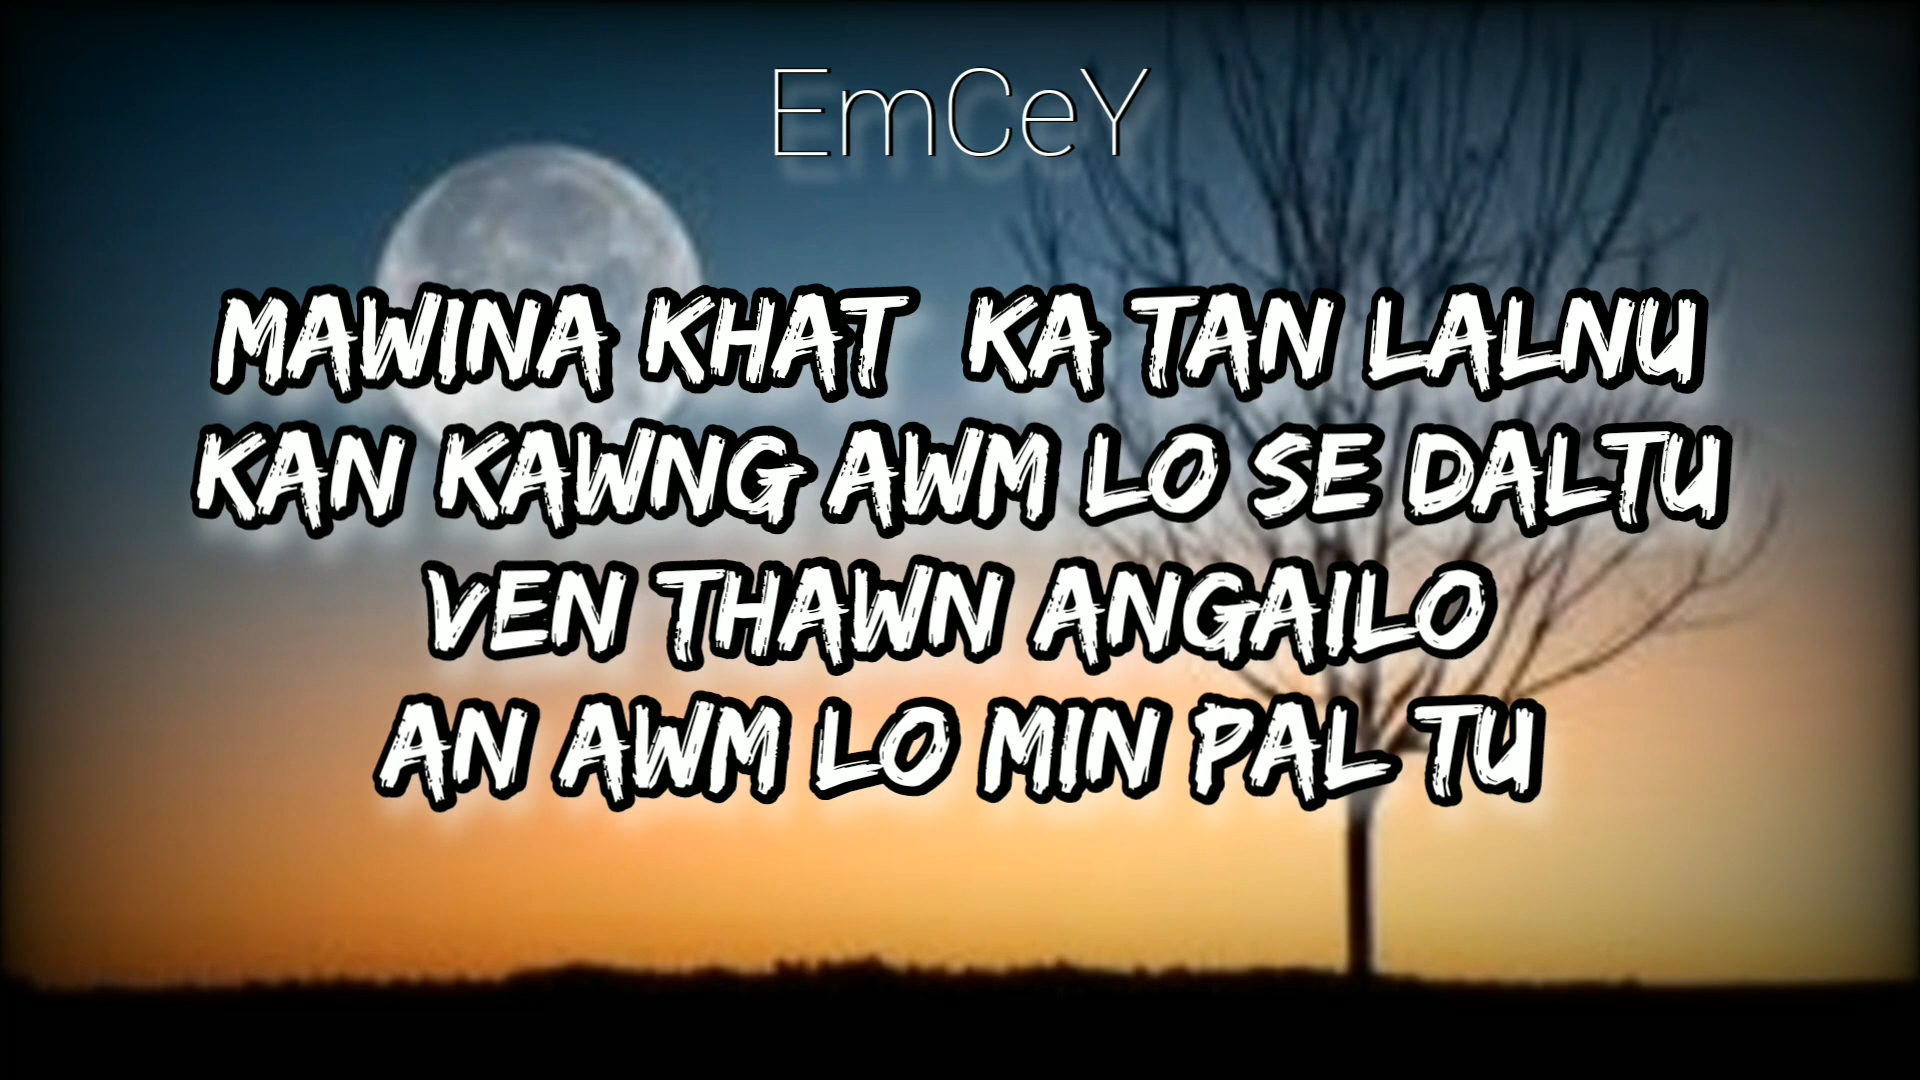 EmCeY
MAWINA KHAT KA TAN LALNU
KAN KAWNG AWM LO SE DALTU
VEN THAWN ANGAILO
AN AWM LO MIN PAL TU